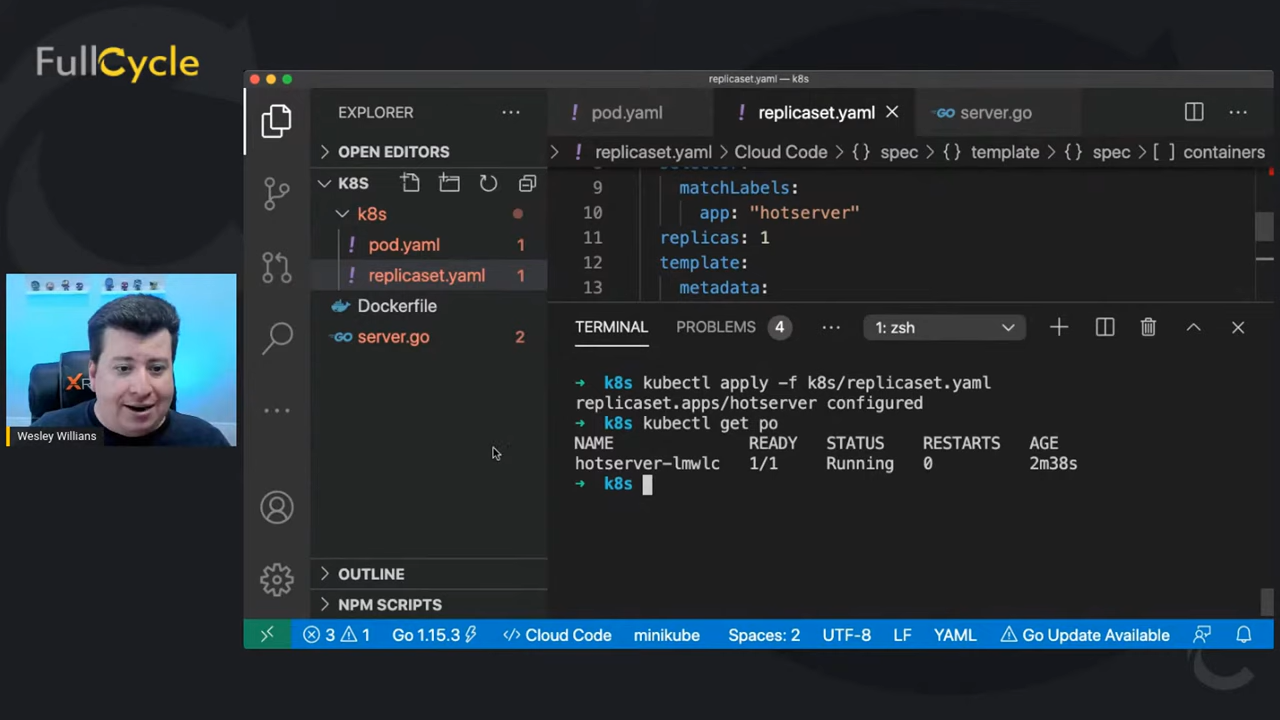 FullCycle
replicaset.yaml — k8s
EXPLORER
OPEN EDITORS
K8S
k8s
! pod.yaml 1
! replicaset.yaml 1
Dockerfile
server.go 2
OUTLINE
NPM SCRIPTS
! pod.yaml
! replicaset.yaml
server.go
! replicaset.yaml > Cloud Code > {} spec > {} template > {} spec > [ ] containers
9 matchLabels:
10 app: "hotserver"
11 replicas: 1
12 template:
13 metadata:
TERMINAL PROBLEMS 4 1: zsh
→ k8s kubectl apply -f k8s/replicaset.yaml
replicaset.apps/hotserver configured
→ k8s kubectl get po
NAME READY STATUS RESTARTS AGE
hotserver-lmwlc 1/1 Running 0 2m38s
→ k8s
Wesley Willians
3 1 Go 1.15.3 Cloud Code minikube Spaces: 2 UTF-8 LF YAML Go Update Available